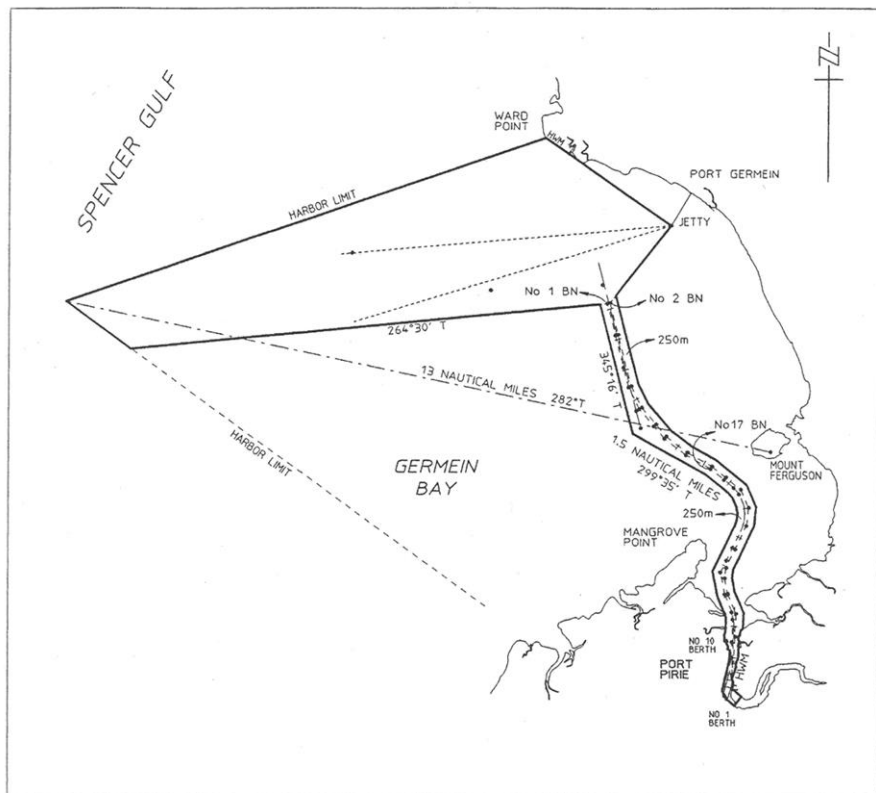 N
SPENCER GULF
WARD
POINT
HWM
PORT GERMEIN
HARBOR LIMIT
JETTY
No 1 BN
No 2 BN
264°30' T
250m
345°16' T
13 NAUTICAL MILES 282°T
No17 BN
HARBOR LIMIT
1.5 NAUTICAL MILES
299°35' T
MOUNT
FERGUSON
GERMEIN
BAY
250m
MANGROVE
POINT
NO 10
BERTH
PORT
PIRIE
HWM
NO 1
BERTH